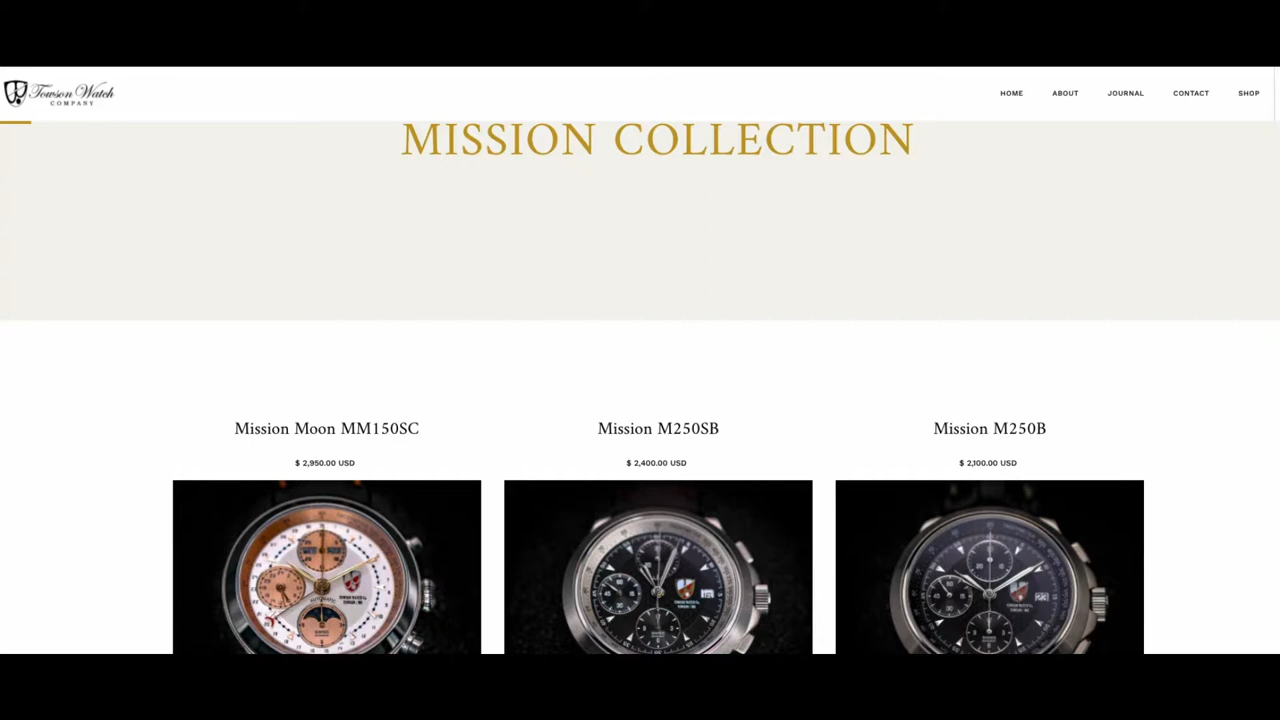 Towson Watch
COMPANY
HOME
ABOUT
JOURNAL
CONTACT
SHOP
MISSION COLLECTION
Mission Moon MM150SC
$ 2,950.00 USD
Mission M250SB
$ 2,400.00 USD
Mission M250B
$ 2,100.00 USD